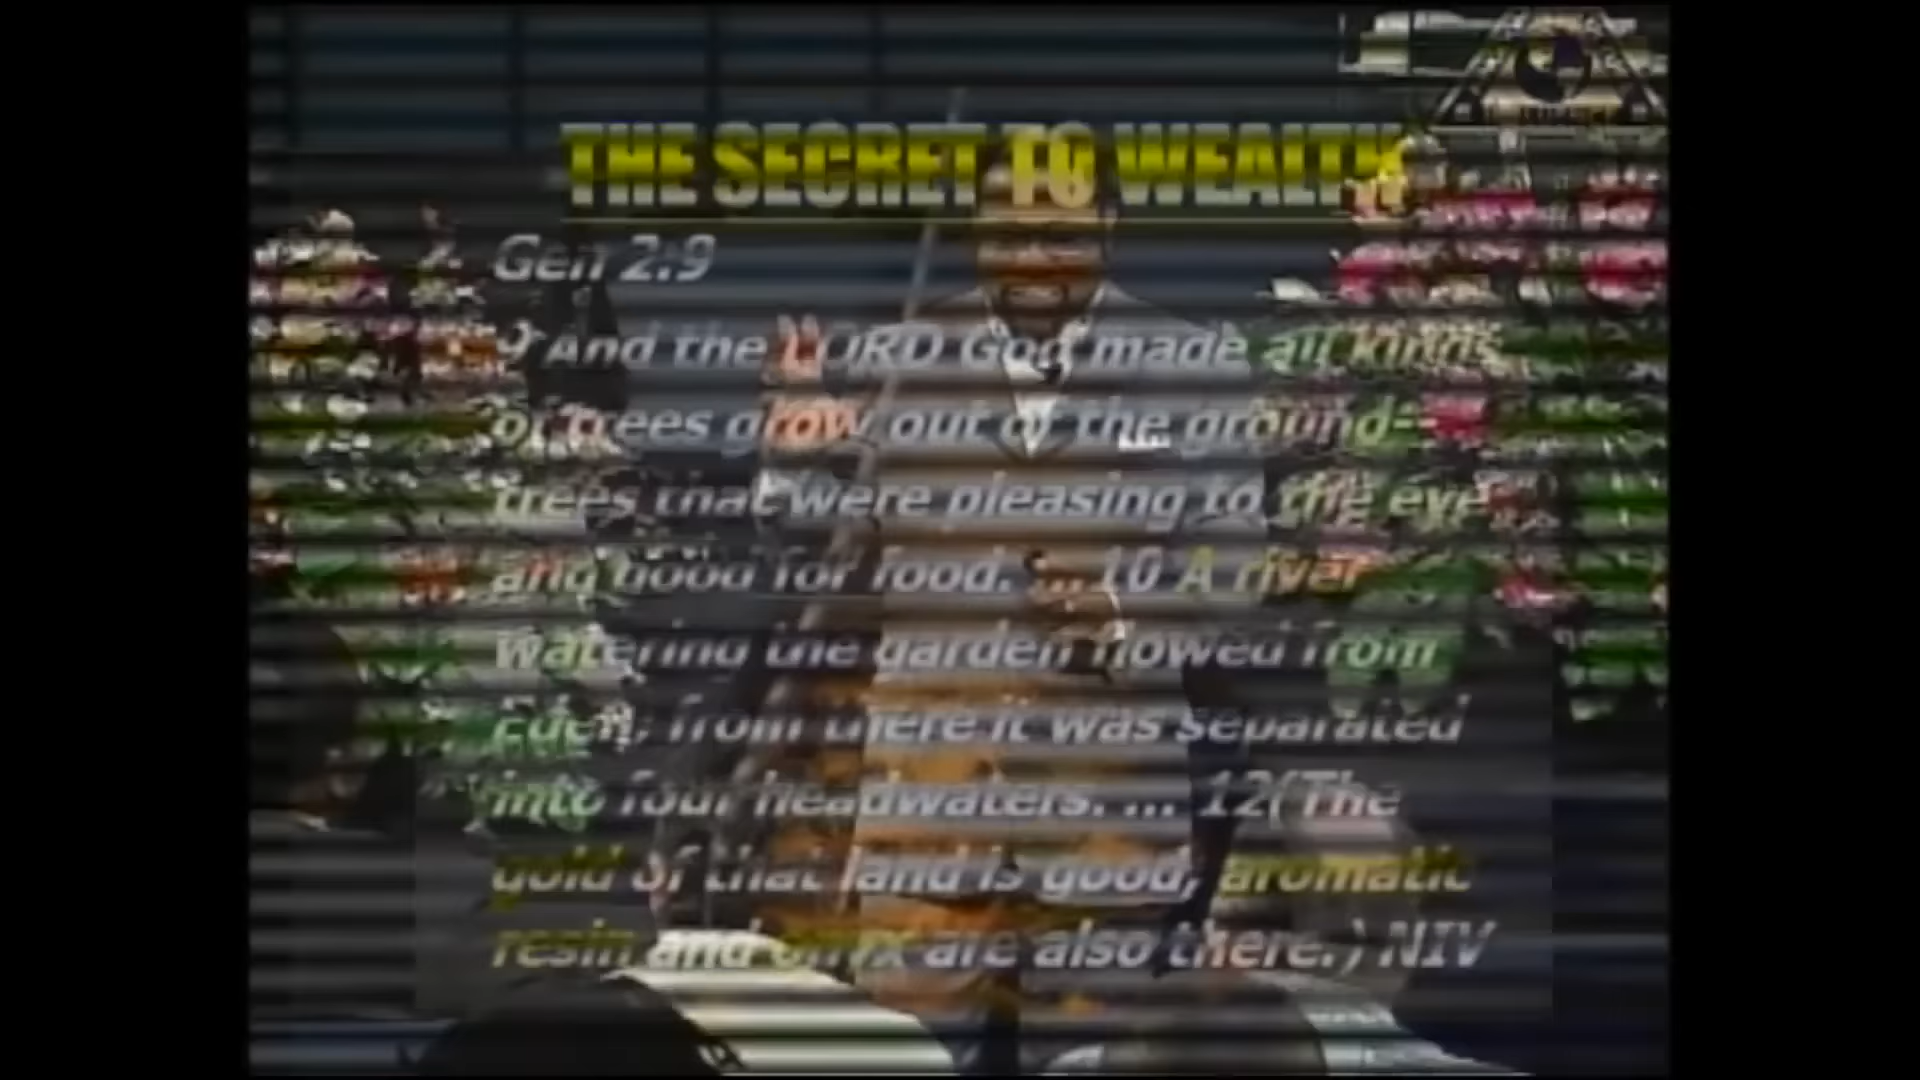 THE SECRET TO WEALTH
Gen 2:9
9 And the LORD God made all kinds
of trees grow out of the ground--
trees that were pleasing to the eye
and good for food. ... 10 A river
watering the garden flowed from
Eden; from there it was separated
into four headwaters. ... 12(The
gold of that land is good; aromatic
resin and onyx are also there.) NIV